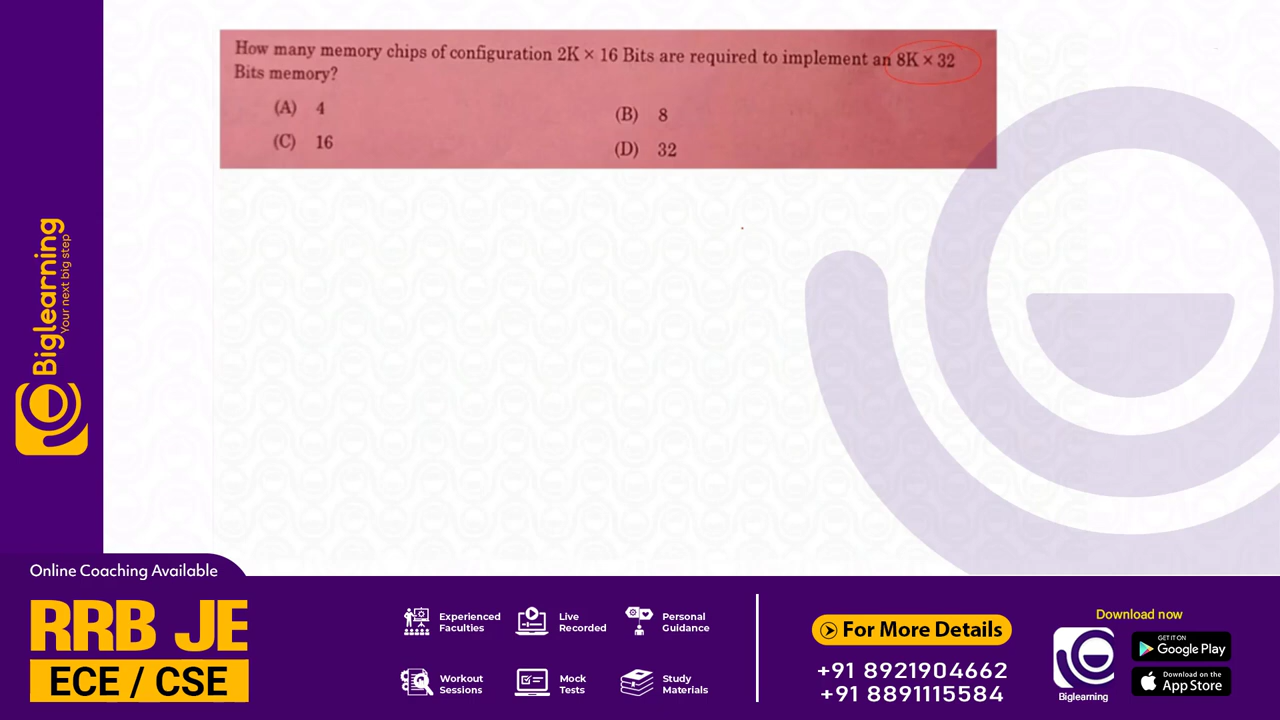 How many memory chips of configuration 2K × 16 Bits are required to implement an 8K × 32
Bits memory?
(A) 4
(B) 8
(C) 16
(D) 32
Biglearning
Your next big step
Online Coaching Available
RRB JE
ECE / CSE
Experienced
Faculties
Live
Recorded
Personal
Guidance
Workout
Sessions
Mock
Tests
Study
Materials
For More Details
+91 8921904662
+91 8891115584
Download now
Biglearning
GET IT ON
Google Play
Download on the
App Store